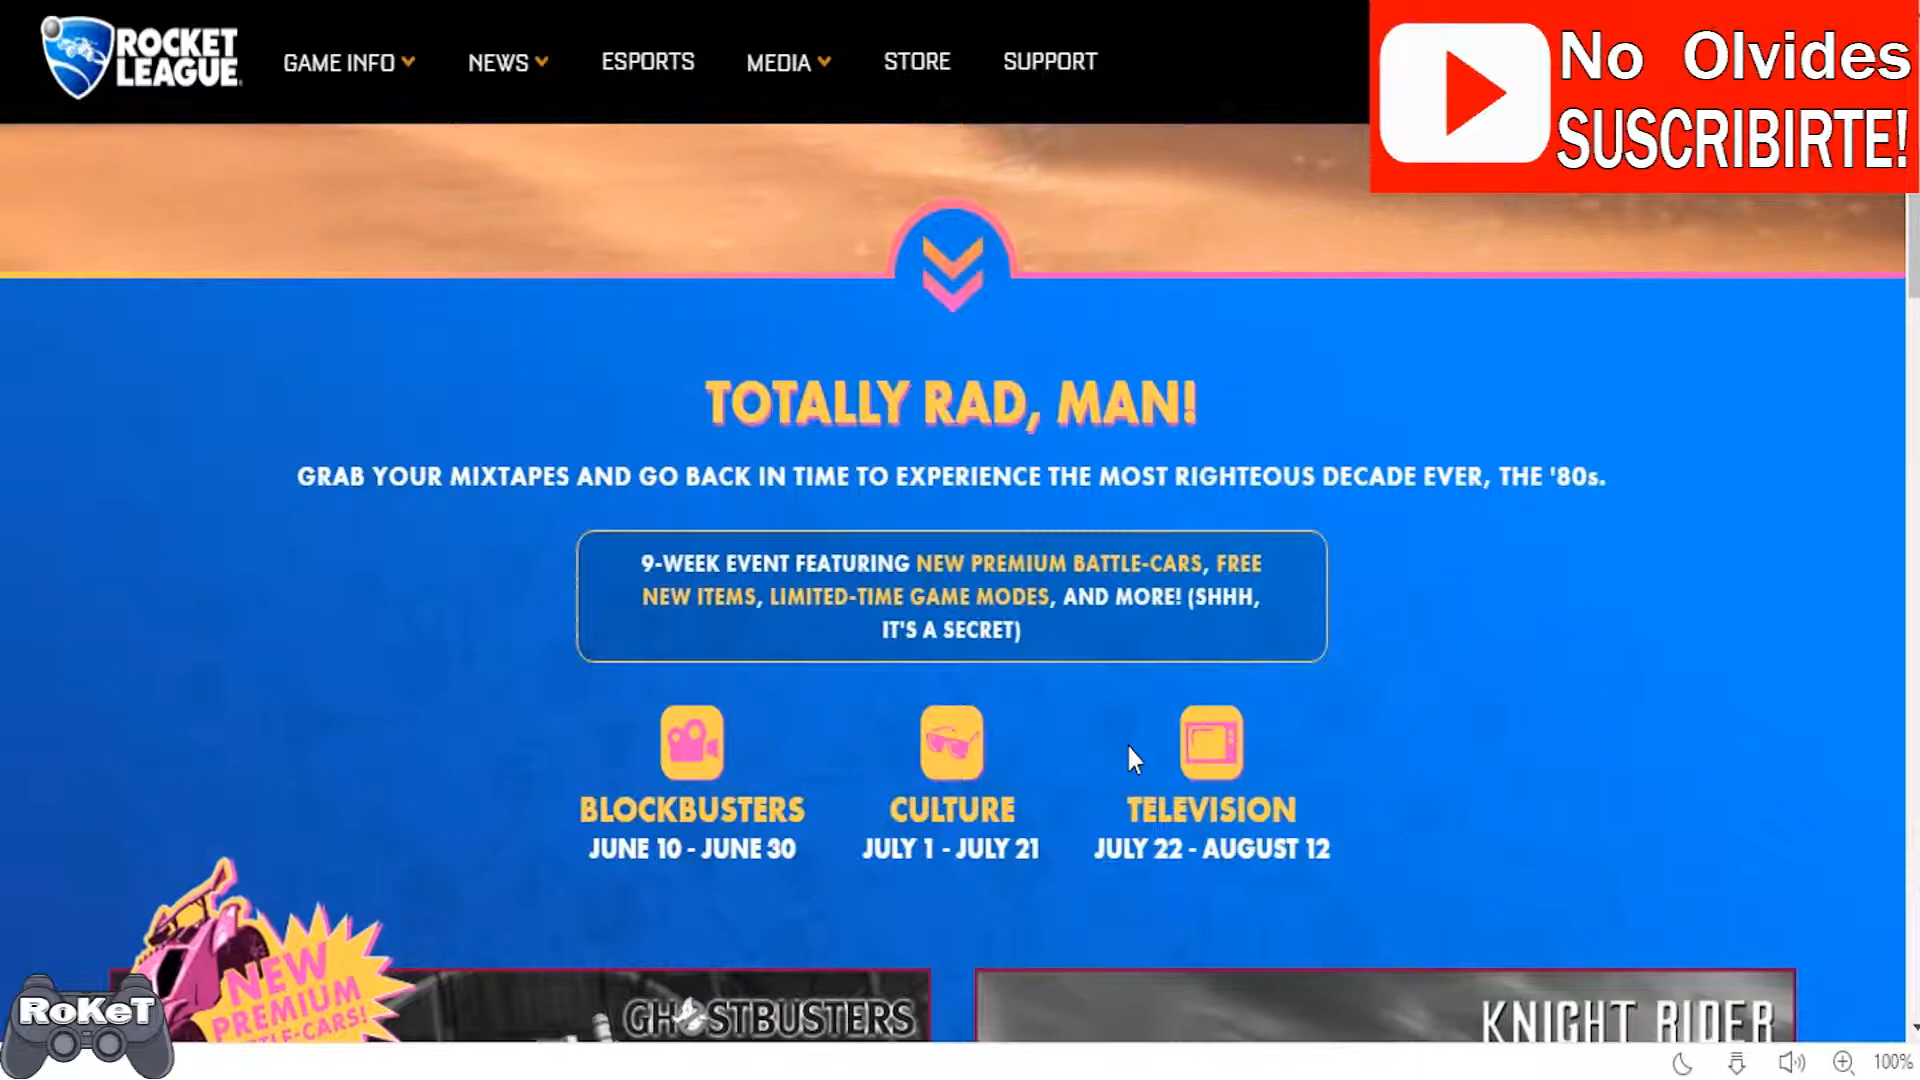 ROCKET LEAGUE
GAME INFO
NEWS
ESPORTS
MEDIA
STORE
SUPPORT
No Olvides
SUSCRIBIRTE!
TOTALLY RAD, MAN!
GRAB YOUR MIXTAPES AND GO BACK IN TIME TO EXPERIENCE THE MOST RIGHTEOUS DECADE EVER, THE '80s.
9-WEEK EVENT FEATURING NEW PREMIUM BATTLE-CARS, FREE
NEW ITEMS, LIMITED-TIME GAME MODES, AND MORE! (SHHH,
IT'S A SECRET)
BLOCKBUSTERS
JUNE 10 - JUNE 30
CULTURE
JULY 1 - JULY 21
TELEVISION
JULY 22 - AUGUST 12
NEW
PREMIUM
TTLE-CARS!
GHOSTBUSTERS
KNIGHT RIDER
RoKeT
100%